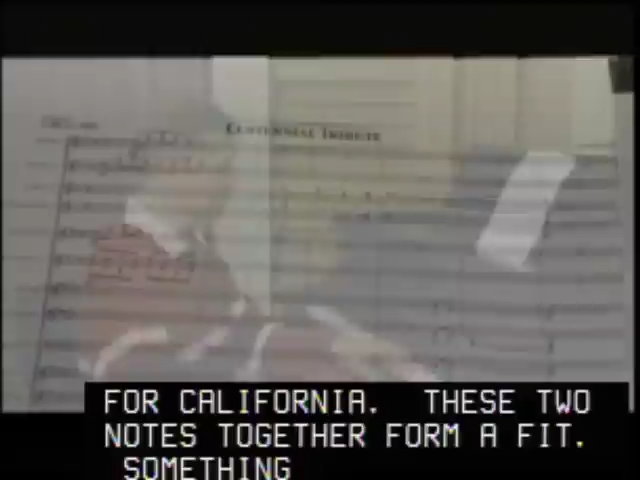 CENTENNIAL TRIBUTE
FOR CALIFORNIA. THESE TWO
NOTES TOGETHER FORM A FIT.
SOMETHING